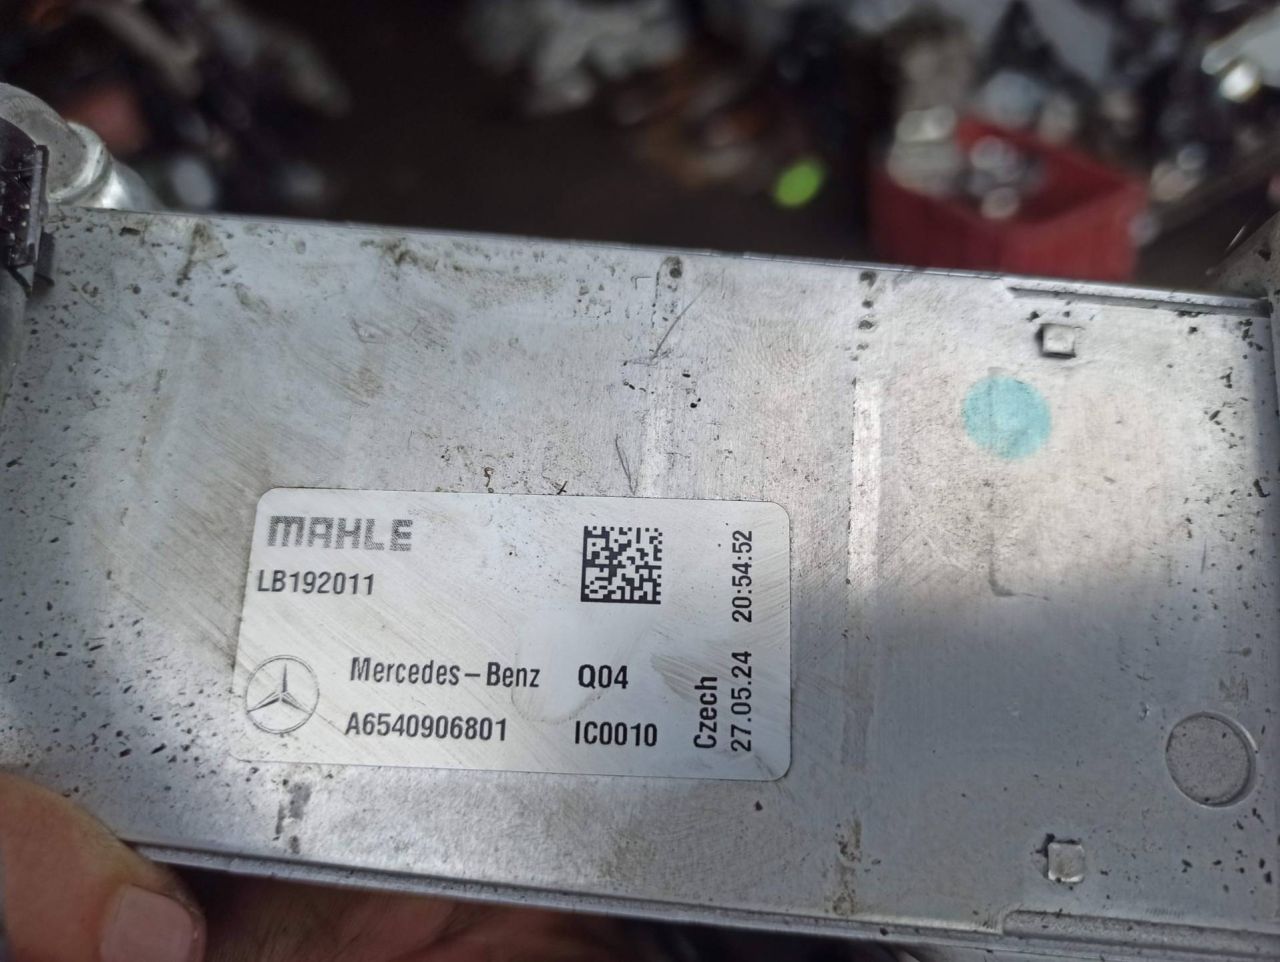 MAHLE
LB192011
Mercedes-Benz Q04
A6540906801 IC0010
Czech
27.05.24 20:54:52